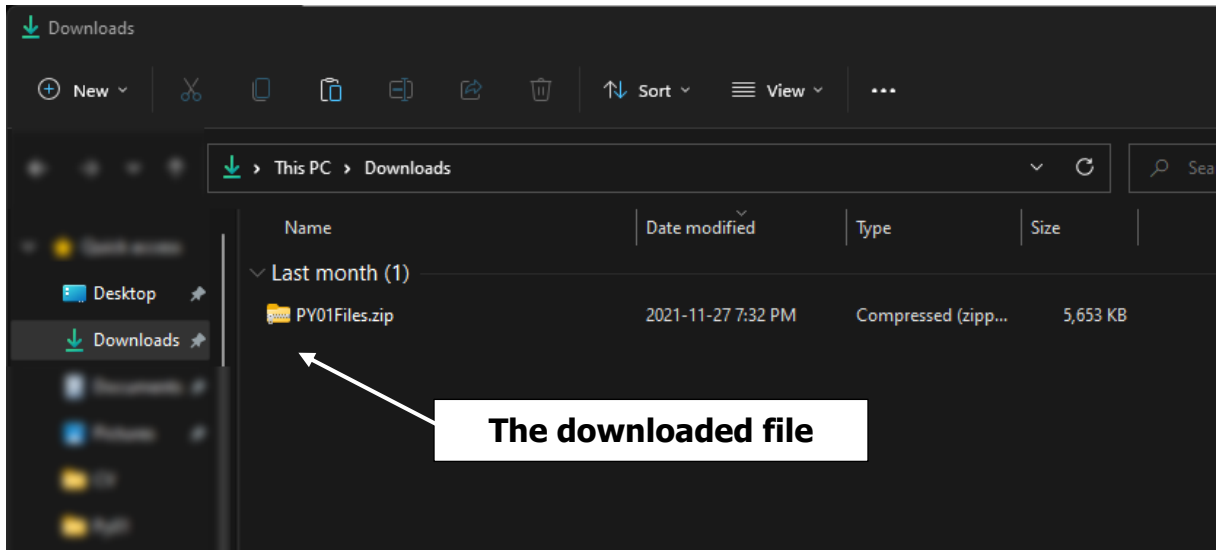 Downloads
New
Sort
View
This PC > Downloads
Sea
Name Date modified Type Size
Last month (1)
Desktop
PY01Files.zip 2021-11-27 7:32 PM Compressed (zipp... 5,653 KB
Downloads
The downloaded file